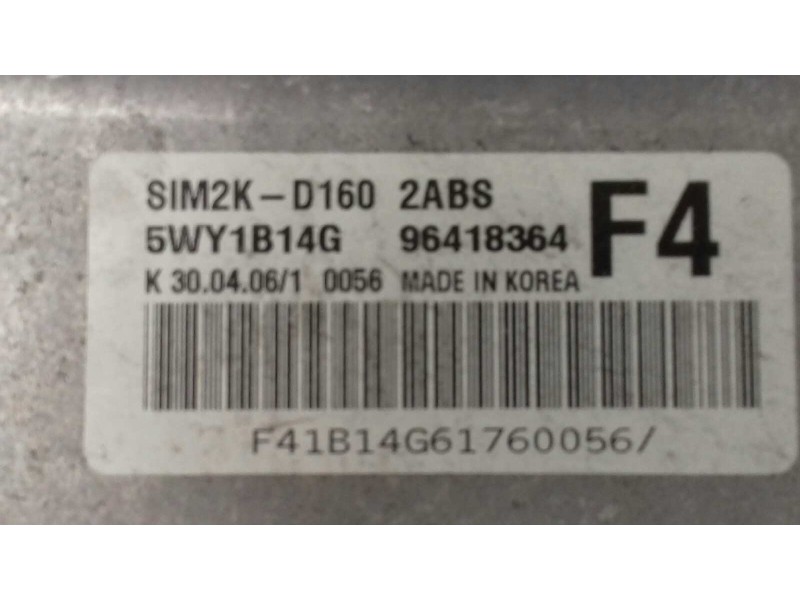 SIM2K-D160 2ABS
5WY1B14G 96418364 F4
K 30.04.06/1 0056 MADE IN KOREA
F41B14G61760056/